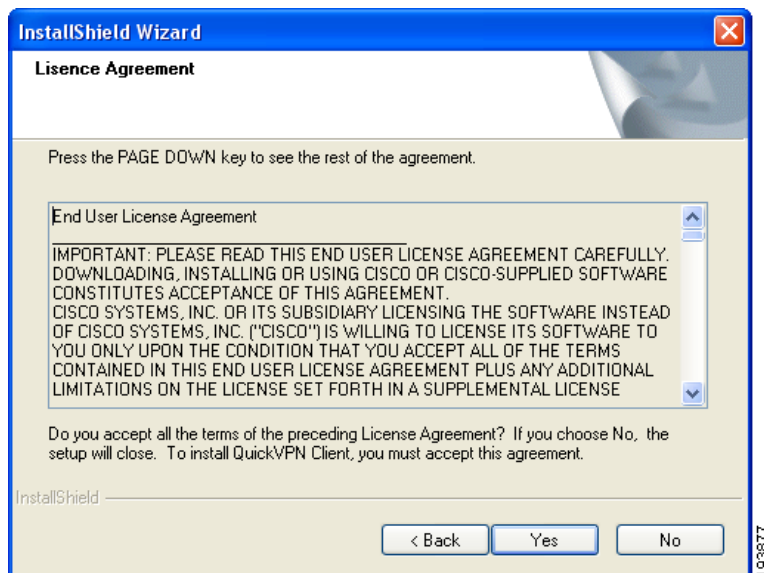 InstallShield Wizard
Lisence Agreement
Press the PAGE DOWN key to see the rest of the agreement.
End User License Agreement
IMPORTANT: PLEASE READ THIS END USER LICENSE AGREEMENT CAREFULLY.
DOWNLOADING, INSTALLING OR USING CISCO OR CISCO-SUPPLIED SOFTWARE
CONSTITUTES ACCEPTANCE OF THIS AGREEMENT.
CISCO SYSTEMS, INC. OR ITS SUBSIDIARY LICENSING THE SOFTWARE INSTEAD
OF CISCO SYSTEMS, INC. ("CISCO") IS WILLING TO LICENSE ITS SOFTWARE TO
YOU ONLY UPON THE CONDITION THAT YOU ACCEPT ALL OF THE TERMS
CONTAINED IN THIS END USER LICENSE AGREEMENT PLUS ANY ADDITIONAL
LIMITATIONS ON THE LICENSE SET FORTH IN A SUPPLEMENTAL LICENSE
Do you accept all the terms of the preceding License Agreement? If you choose No, the
setup will close. To install QuickVPN Client, you must accept this agreement.
InstallShield
< Back
Yes
No